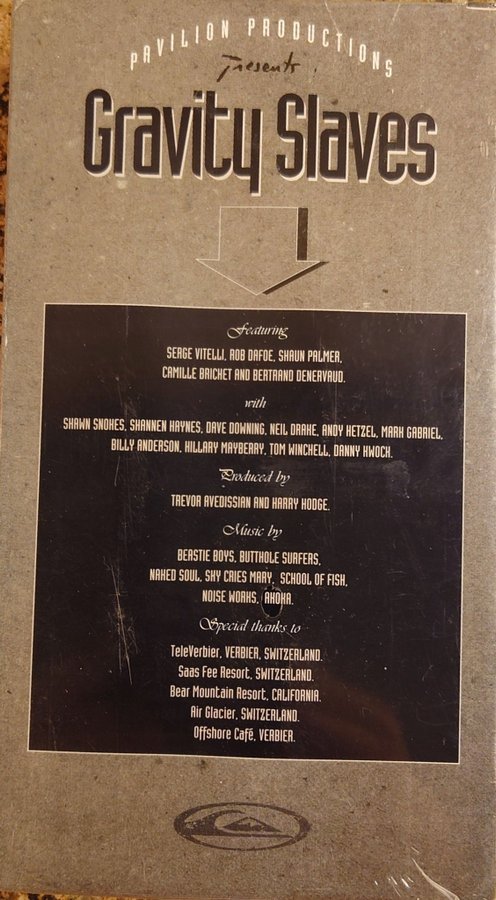 PAVILION PRODUCTIONS
Presents
Gravity Slaves
Featuring
SERGE VITELLI, ROB DAFOE, SHAUN PALMER,
CAMILLE BRICHET AND BERTRAND DENERVAUD.
with
SHAWN SNOKES, SHANNEN HAYNES, DAVE DOWNING, NEIL DRAKE, ANDY HETZEL, MARK GABRIEL,
BILLY ANDERSON, HILLARY MAYBERRY, TOM WINCHELL, DANNY KWOCK.
Produced by
TREVOR AVEDISSIAN AND HARRY HODGE.
Music by
BEASTIE BOYS, BUTTHOLE SURFERS,
NAKED SOUL, SKY CRIES MARY, SCHOOL OF FISH,
NOISE WORKS, AKOKA.
Special thanks to
TeleVerbier, VERBIER, SWITZERLAND.
Saas Fee Resort, SWITZERLAND.
Bear Mountain Resort, CALIFORNIA.
Air Glacier, SWITZERLAND.
Offshore Café, VERBIER.